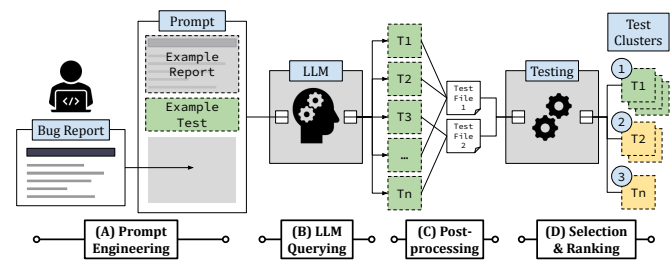 Prompt
Example
Report
Example
Test
Bug Report
</>
LLM
T1
T2
T3
...
Tn
Test
File
1
Test
File
2
Testing
Test
Clusters
1
T1
2
T2
3
Tn
(A) Prompt
Engineering
(B) LLM
Querying
(C) Post-
processing
(D) Selection
& Ranking